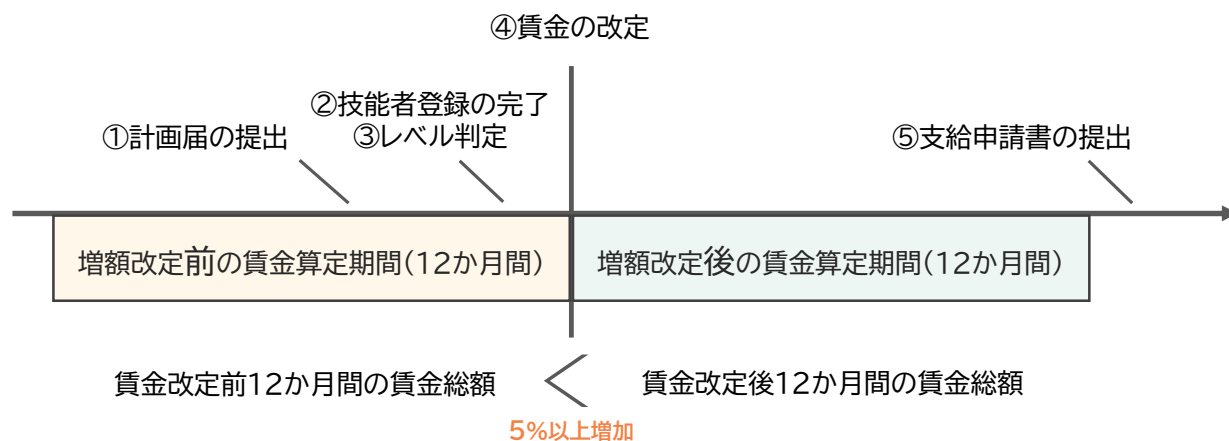 ④賃金の改定
②技能者登録の完了
①計画届の提出
③レベル判定
⑤支給申請書の提出
増額改定前の賃金算定期間(12か月間)
増額改定後の賃金算定期間(12か月間)
賃金改定前12か月間の賃金総額
賃金改定後12か月間の賃金総額
5%以上増加